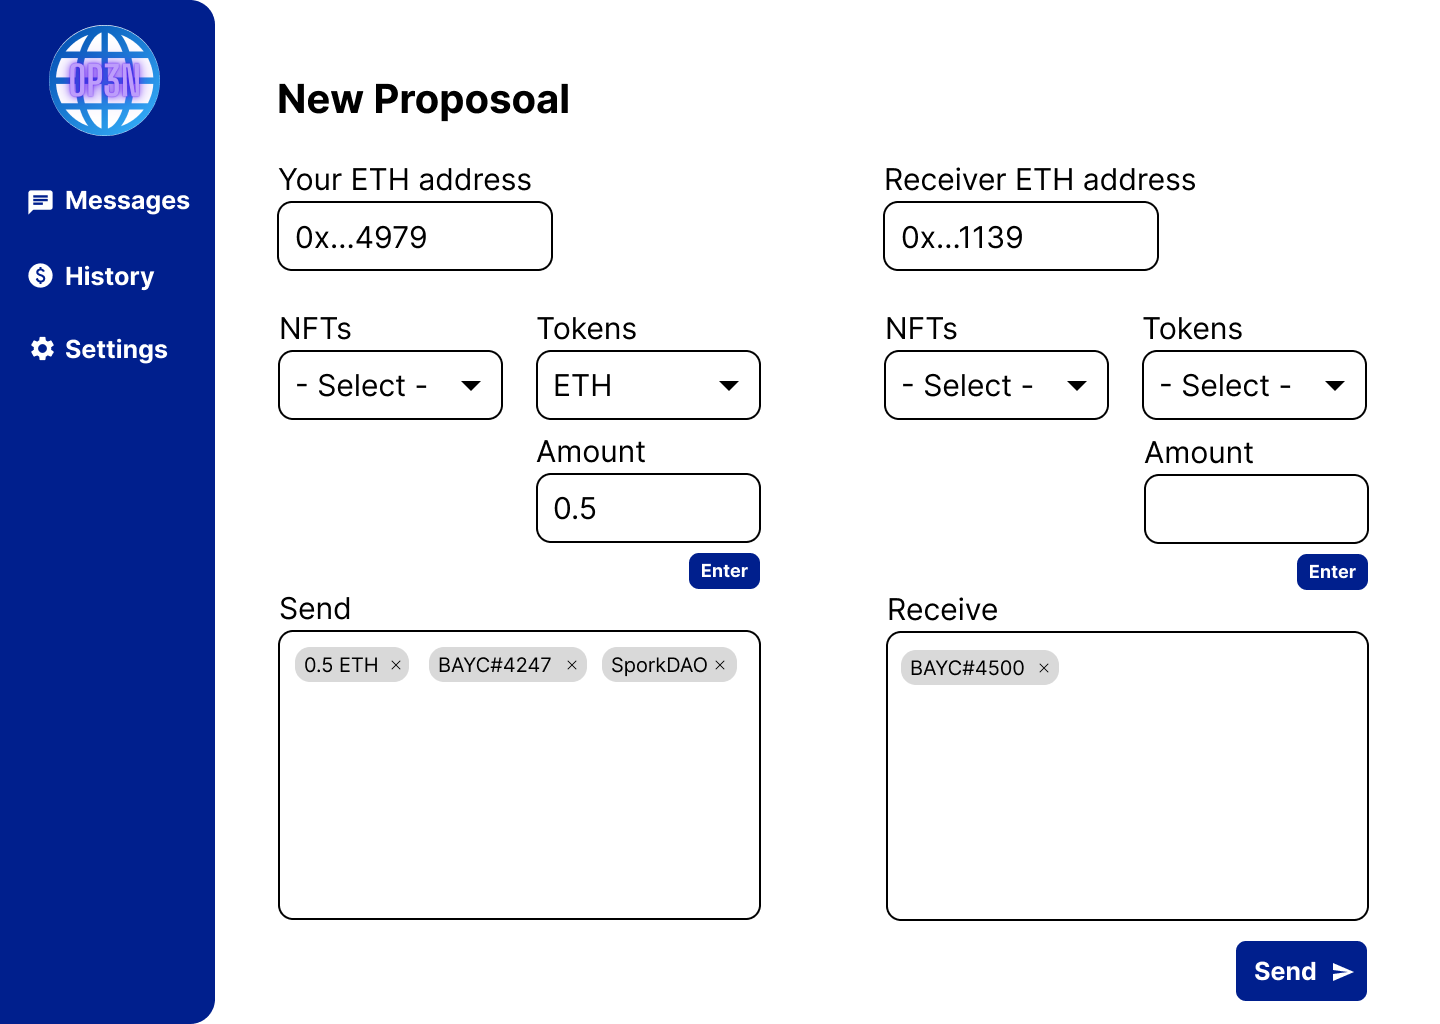 OP3N
Messages
History
Settings
New Proposoal
Your ETH address
0x...4979
NFTs
- Select -
Tokens
ETH
Amount
0.5
Enter
Send
0.5 ETH × BAYC#4247 × SporkDAO ×
Receiver ETH address
0x...1139
NFTs
- Select -
Tokens
- Select -
Amount
Enter
Receive
BAYC#4500 ×
Send